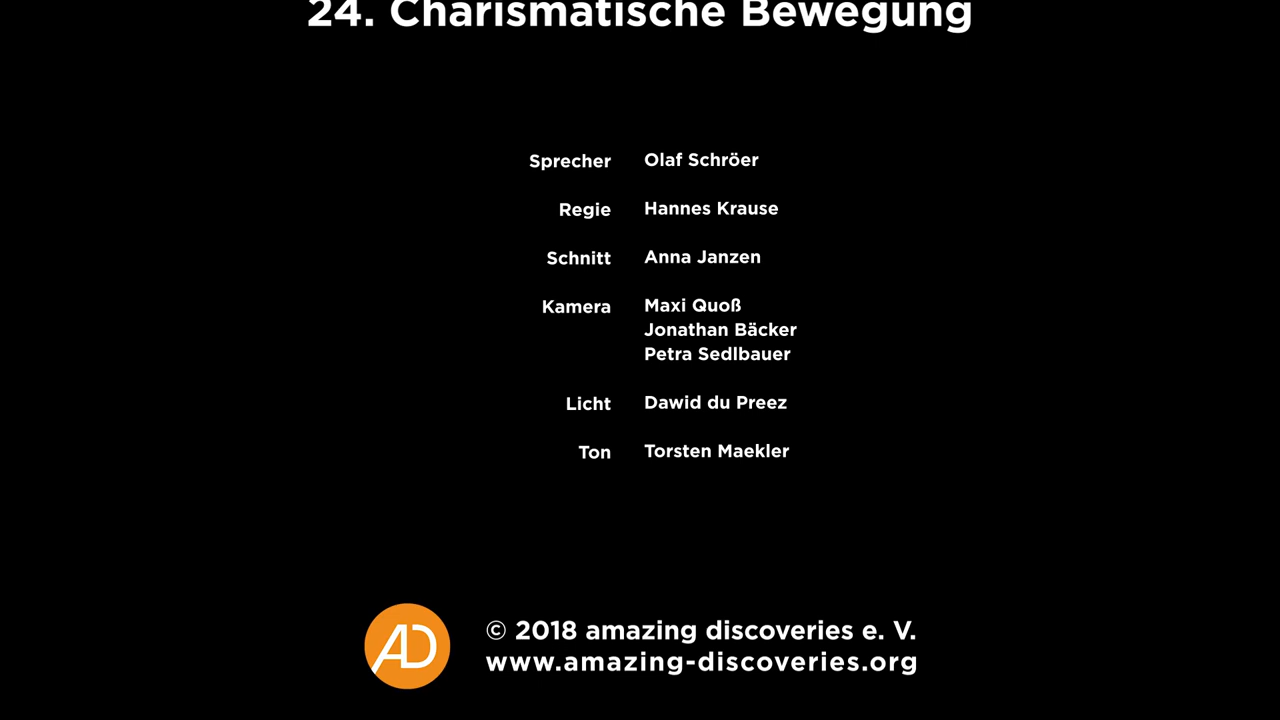 24. Charismatische Bewegung
Sprecher Olaf Schröer
Regie Hannes Krause
Schnitt Anna Janzen
Kamera Maxi Quoß
Jonathan Bäcker
Petra Sedlbauer
Licht Dawid du Preez
Ton Torsten Maekler
AD
© 2018 amazing discoveries e. V.
www.amazing-discoveries.org